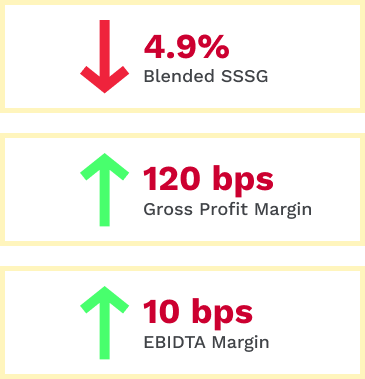 4.9%
Blended SSSG
120 bps
Gross Profit Margin
10 bps
EBIDTA Margin